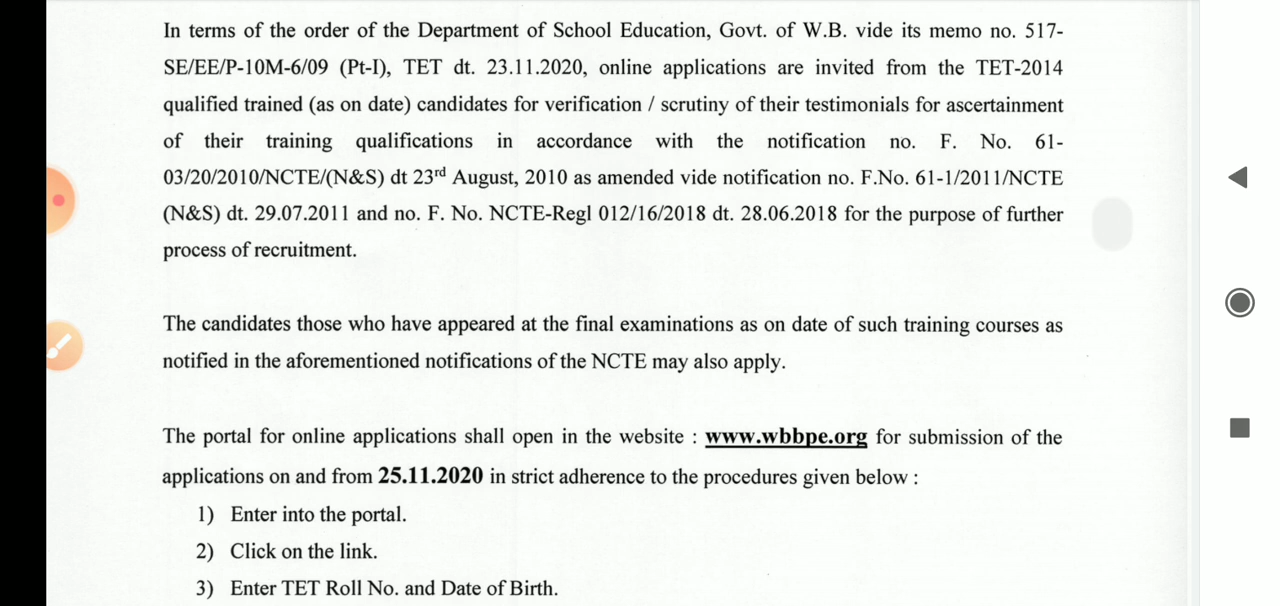 In terms of the order of the Department of School Education, Govt. of W.B. vide its memo no. 517-
SE/EE/P-10M-6/09 (Pt-I), TET dt. 23.11.2020, online applications are invited from the TET-2014
qualified trained (as on date) candidates for verification / scrutiny of their testimonials for ascertainment
of their training qualifications in accordance with the notification no. F. No. 61-
03/20/2010/NCTE/(N&S) dt 23rd August, 2010 as amended vide notification no. F.No. 61-1/2011/NCTE
(N&S) dt. 29.07.2011 and no. F. No. NCTE-Regl 012/16/2018 dt. 28.06.2018 for the purpose of further
process of recruitment.
The candidates those who have appeared at the final examinations as on date of such training courses as
notified in the aforementioned notifications of the NCTE may also apply.
The portal for online applications shall open in the website : www.wbbpe.org for submission of the
applications on and from 25.11.2020 in strict adherence to the procedures given below :
1) Enter into the portal.
2) Click on the link.
3) Enter TET Roll No. and Date of Birth.